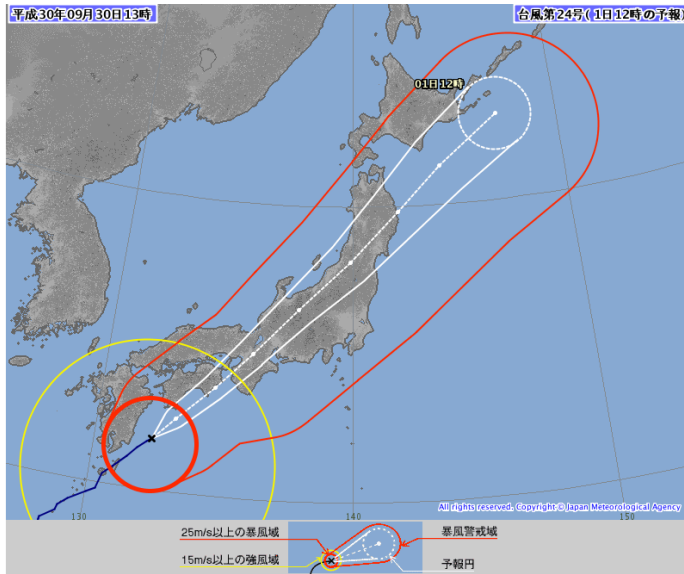 平成30年09月30日13時
台風第24号( 1日12時の予報)
01日12時
All rights reserved. Copyright © Japan Meteorological Agency
130
140
150
25m/s以上の暴風域
暴風警戒域
15m/s以上の強風域
予報円